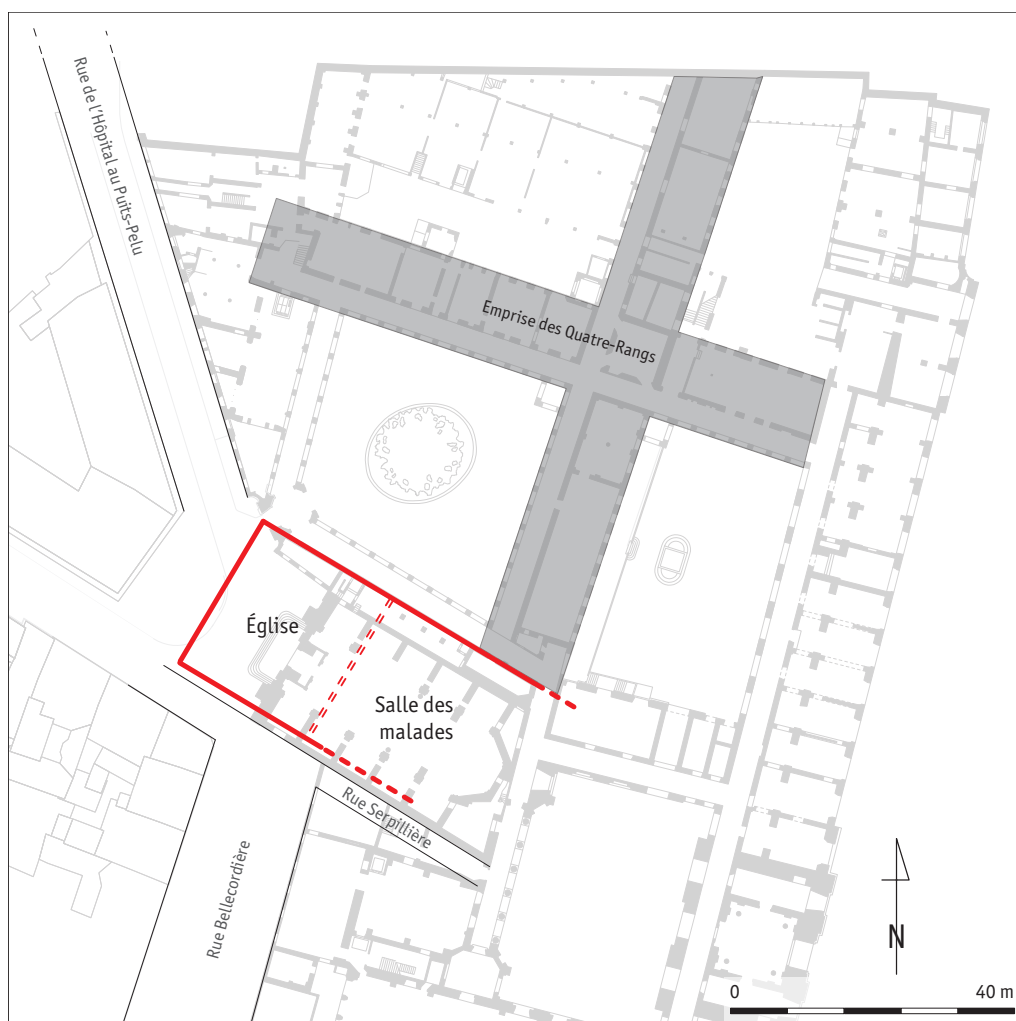 Rue de l'Hôpital au Puits-Pelu
Emprise des Quatre-Rangs
Église
Salle des
malades
Rue Serpillière
Rue Bellecordière
N
0
40 m